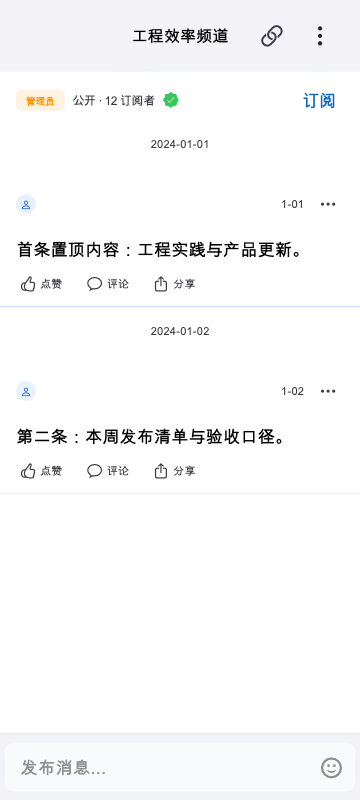 工程效率频道
管理员 公开 · 12 订阅者 订阅
2024-01-01
1-01
首条置顶内容：工程实践与产品更新。
点赞 评论 分享
2024-01-02
1-02
第二条：本周发布清单与验收口径。
点赞 评论 分享
发布消息...